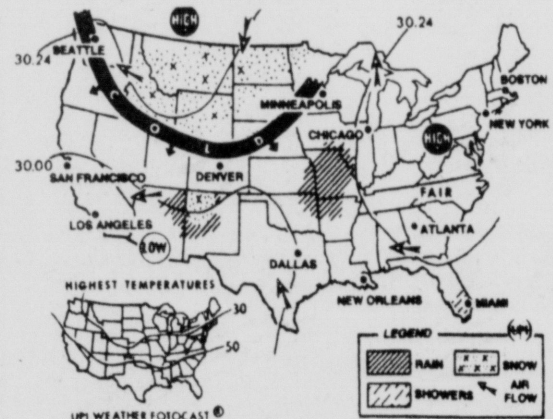 HIGH
30.24
SEATTLE
30.24
BOSTON
MINNEAPOLIS
NEW YORK
COLD
CHICAGO
HIGH
30.00
DENVER
SAN FRANCISCO
FAIR
LOS ANGELES
ATLANTA
LOW
DALLAS
HIGHEST TEMPERATURES
NEW ORLEANS
MIAMI
30
50
LEGEND
(UPI)
RAIN
SNOW
SHOWERS
AIR
FLOW
UPI WEATHER FOTOCAST ®